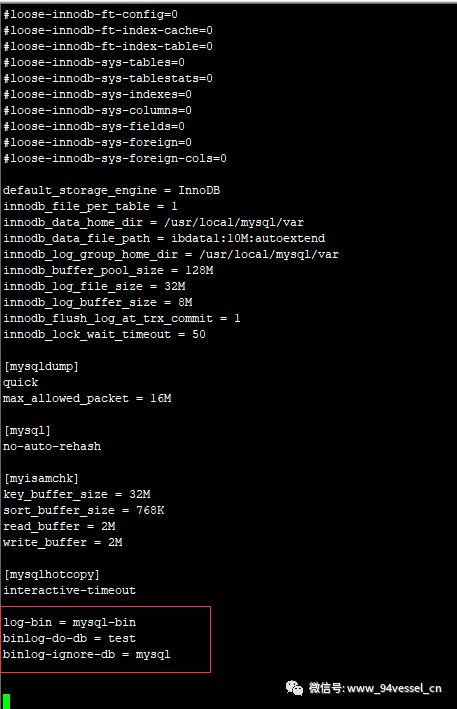 #loose-innodb-ft-config=0
#loose-innodb-ft-index-cache=0
#loose-innodb-ft-index-table=0
#loose-innodb-sys-tables=0
#loose-innodb-sys-tablestats=0
#loose-innodb-sys-indexes=0
#loose-innodb-sys-columns=0
#loose-innodb-sys-fields=0
#loose-innodb-sys-foreign=0
#loose-innodb-sys-foreign-cols=0
default_storage_engine = InnoDB
innodb_file_per_table = 1
innodb_data_home_dir = /usr/local/mysql/var
innodb_data_file_path = ibdata1:10M:autoextend
innodb_log_group_home_dir = /usr/local/mysql/var
innodb_buffer_pool_size = 128M
innodb_log_file_size = 32M
innodb_log_buffer_size = 8M
innodb_flush_log_at_trx_commit = 1
innodb_lock_wait_timeout = 50
[mysqldump]
quick
max_allowed_packet = 16M
[mysql]
no-auto-rehash
[myisamchk]
key_buffer_size = 32M
sort_buffer_size = 768K
read_buffer = 2M
write_buffer = 2M
[mysqlhotcopy]
interactive-timeout
log-bin = mysql-bin
binlog-do-db = test
binlog-ignore-db = mysql
微信号: www_94vessel_cn